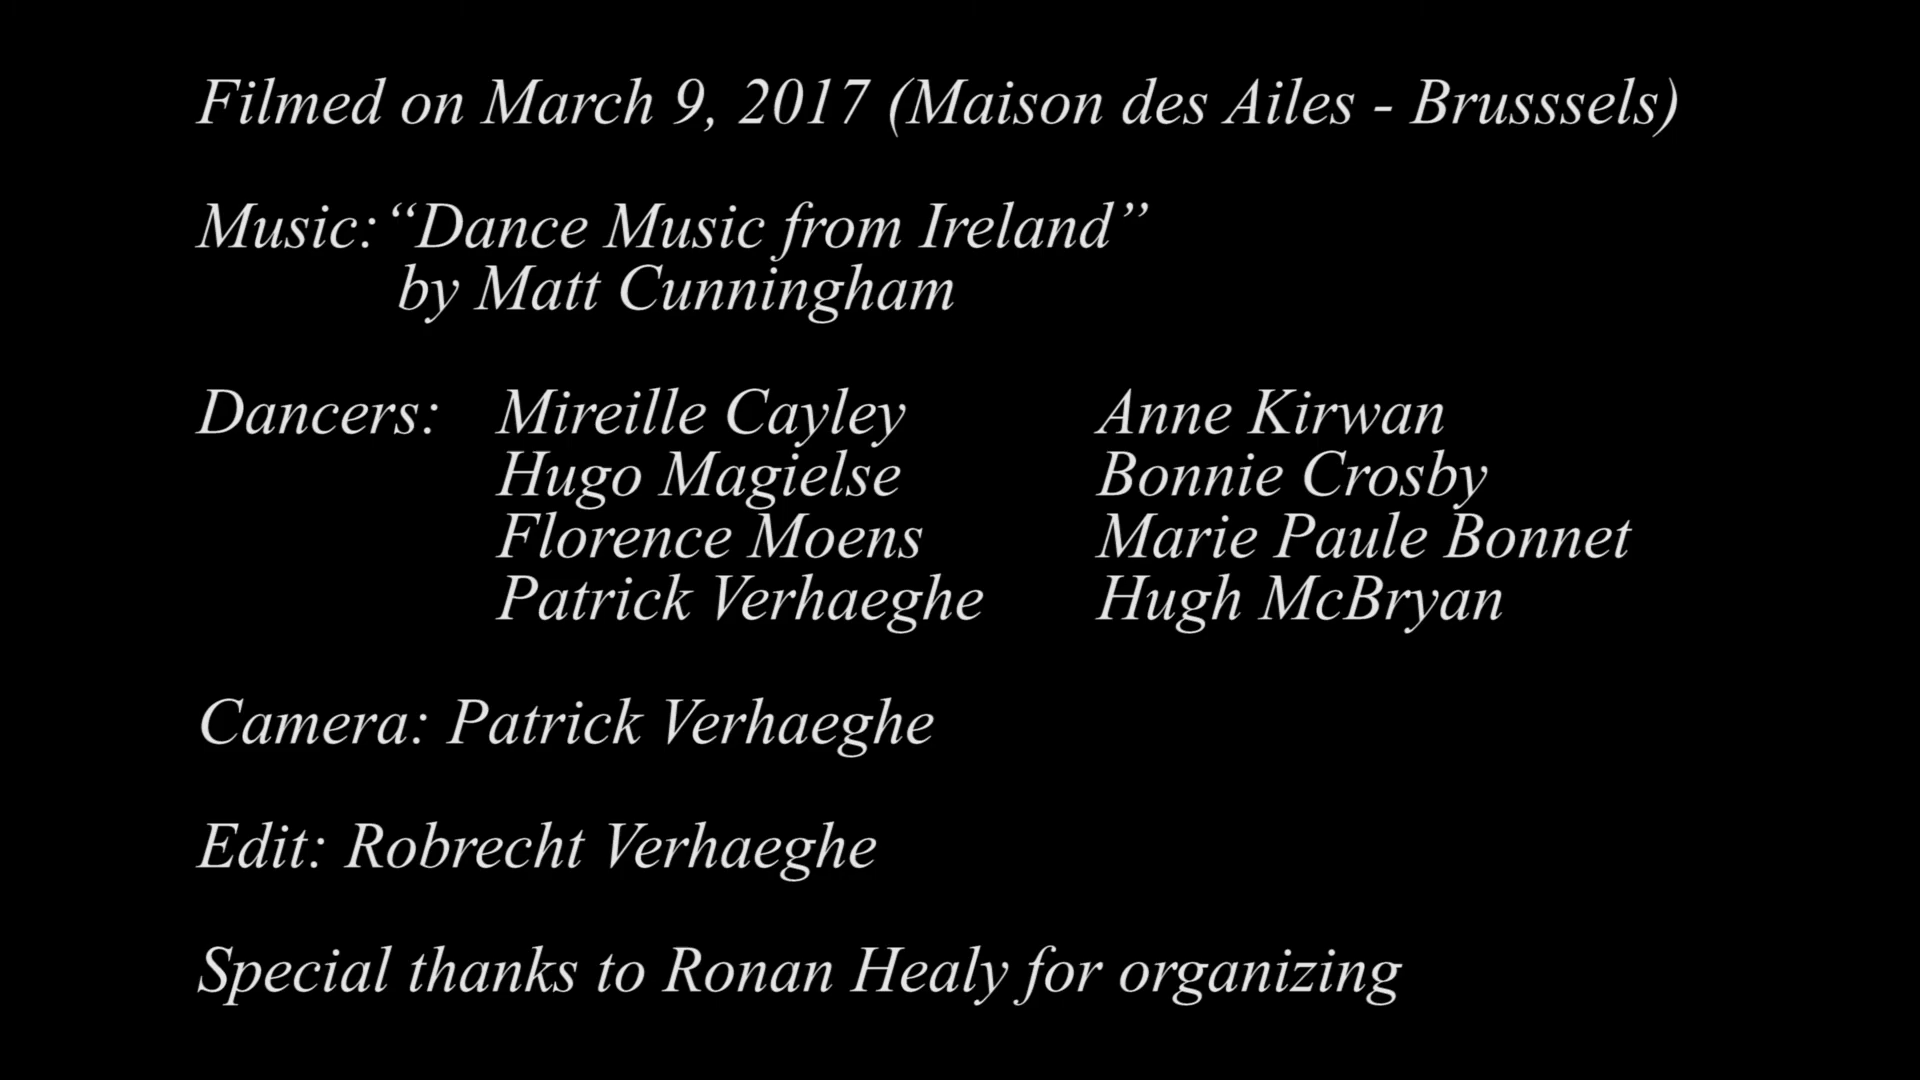 Filmed on March 9, 2017 (Maison des Ailes - Brusssels)
Music: “Dance Music from Ireland”
by Matt Cunningham
Dancers: Mireille Cayley Anne Kirwan
Hugo Magielse Bonnie Crosby
Florence Moens Marie Paule Bonnet
Patrick Verhaeghe Hugh McBryan
Camera: Patrick Verhaeghe
Edit: Robrecht Verhaeghe
Special thanks to Ronan Healy for organizing